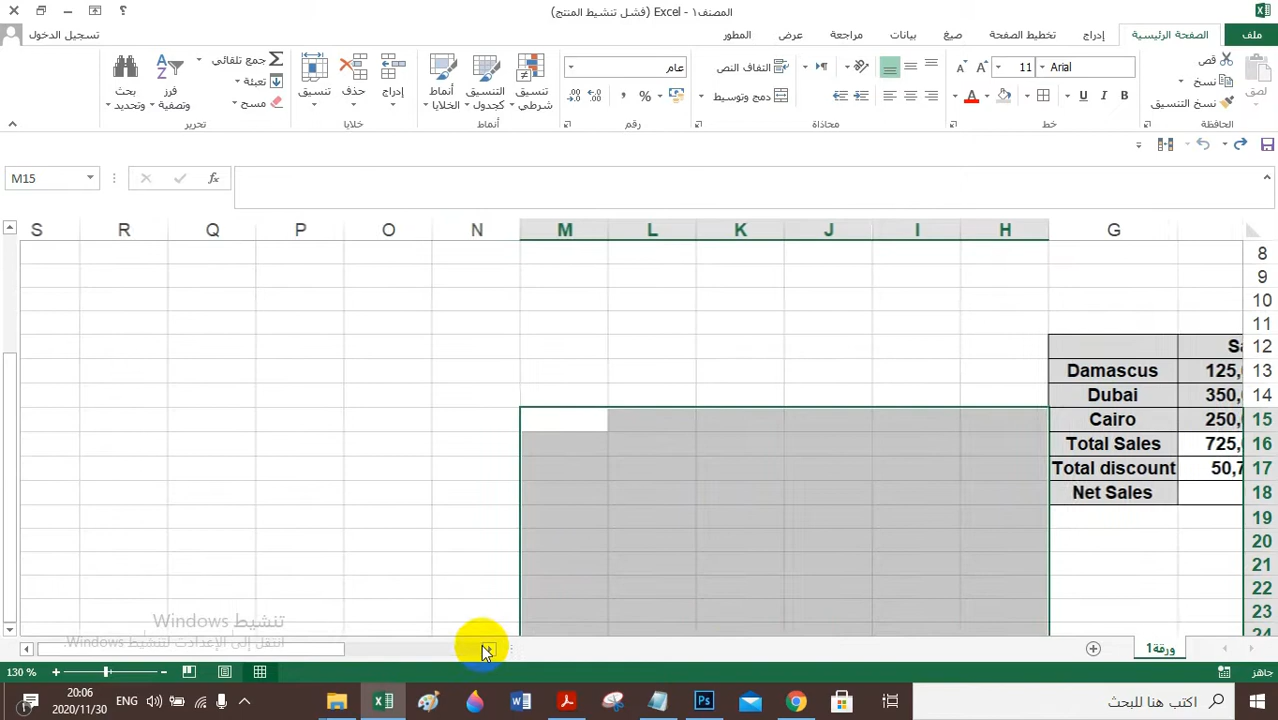 المصنف١ - Excel (فشل تنشيط المنتج)
ملف
الصفحة الرئيسية
إدراج
تخطيط الصفحة
صيغ
بيانات
مراجعة
عرض
المطور
تسجيل الدخول
لصق
قص
نسخ
نسخ التنسيق
الحافظة
Arial
11
B I U
خط
التفاف النص
دمج وتوسيط
محاذاة
عام
%
رقم
تنسيق شرطي
التنسيق كجدول
أنماط الخلايا
أنماط
إدراج
حذف
تنسيق
خلايا
جمع تلقائي
تعبئة
مسح
فرز وتصفية
بحث وتحديد
تحرير
M15
S R Q P O N M L K J I H G
8
9
10
11
12
Damascus 125, 13
Dubai 350, 14
Cairo 250, 15
Total Sales 725, 16
Total discount 50,7 17
Net Sales 18
19
20
21
22
23
24
تنشيط Windows
انتقل إلى الإعدادت لتنشيط Windows.
ورقة1
جاهز
130 %
اكتب هنا للبحث
ENG
20:06
2020/11/30